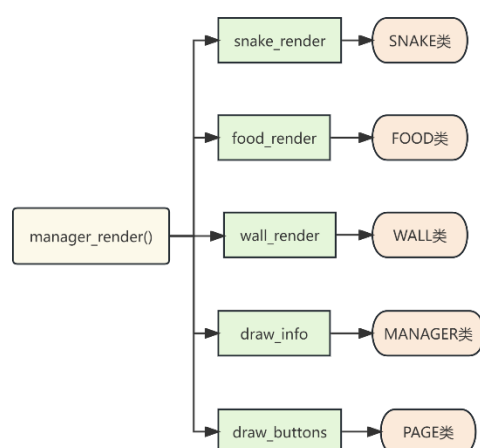 snake_render SNAKE类
food_render FOOD类
manager_render() wall_render WALL类
draw_info MANAGER类
draw_buttons PAGE类